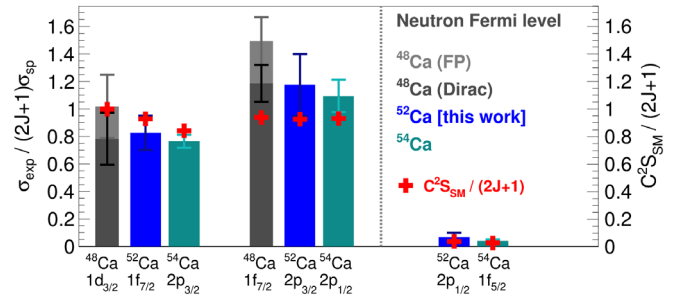 σexp / (2J+1)σsp
1.6
1.4
1.2
1
0.8
0.6
0.4
0.2
0
Neutron Fermi level
⁴⁸Ca (FP)
⁴⁸Ca (Dirac)
⁵²Ca [this work]
⁵⁴Ca
C²S_SM / (2J+1)
1.6
1.4
1.2
1
0.8
0.6
0.4
0.2
0
C²S_SM / (2J+1)
⁴⁸Ca ⁵²Ca ⁵⁴Ca ⁴⁸Ca ⁵²Ca ⁵⁴Ca ⁵²Ca ⁵⁴Ca
1d3/2 1f7/2 2p3/2 1f7/2 2p3/2 2p1/2 2p1/2 1f5/2